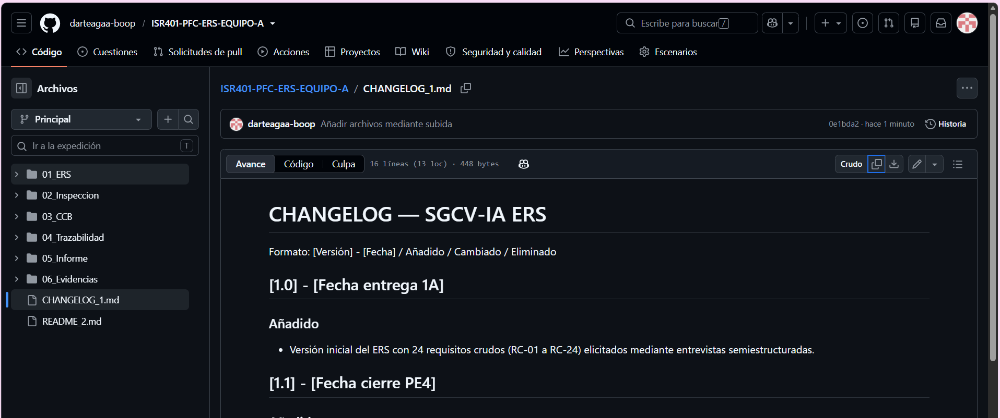 darteagaa-boop / ISR401-PFC-ERS-EQUIPO-A
Escribe para buscar /
Código
Cuestiones
Solicitudes de pull
Acciones
Proyectos
Wiki
Seguridad y calidad
Perspectivas
Escenarios
Archivos
Principal
Ir a la expedición T
01_ERS
02_Inspeccion
03_CCB
04_Trazabilidad
05_Informe
06_Evidencias
CHANGELOG_1.md
README_2.md
ISR401-PFC-ERS-EQUIPO-A / CHANGELOG_1.md
darteagaa-boop Añadir archivos mediante subida
0e1bda2 · hace 1 minuto
Historia
Avance
Código
Culpa
16 líneas (13 loc) · 448 bytes
Crudo
CHANGELOG — SGCV-IA ERS
Formato: [Versión] - [Fecha] / Añadido / Cambiado / Eliminado
[1.0] - [Fecha entrega 1A]
Añadido
• Versión inicial del ERS con 24 requisitos crudos (RC-01 a RC-24) elicitados mediante entrevistas semiestructuradas.
[1.1] - [Fecha cierre PE4]